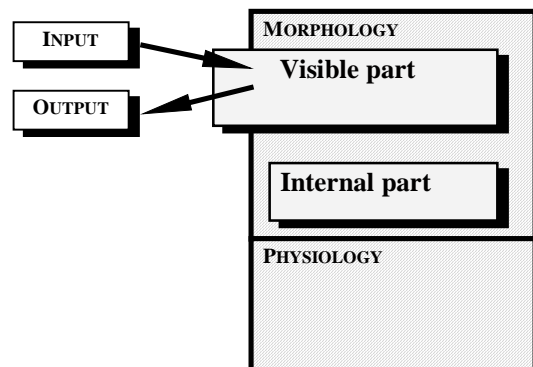 INPUT
OUTPUT
MORPHOLOGY
Visible part
Internal part
PHYSIOLOGY